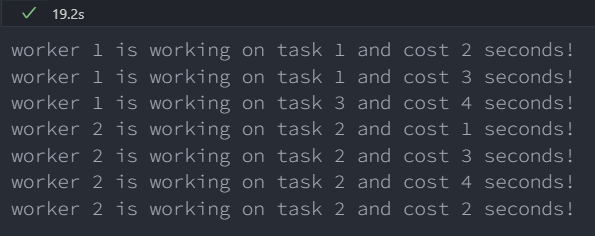 19.2s
worker 1 is working on task 1 and cost 2 seconds!
worker 1 is working on task 1 and cost 3 seconds!
worker 1 is working on task 3 and cost 4 seconds!
worker 2 is working on task 2 and cost 1 seconds!
worker 2 is working on task 2 and cost 3 seconds!
worker 2 is working on task 2 and cost 4 seconds!
worker 2 is working on task 2 and cost 2 seconds!